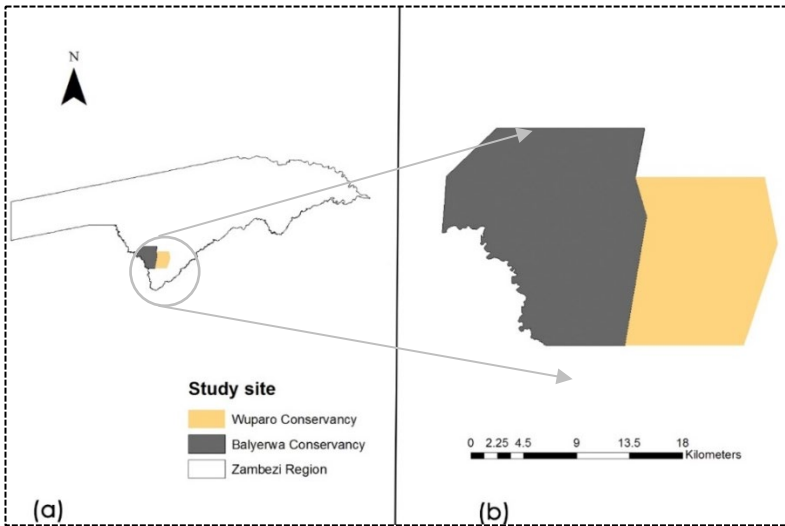 N
Study site
Wuparo Conservancy
Balyerwa Conservancy
Zambezi Region
(a)
0 2.25 4.5 9 13.5 18
Kilometers
(b)